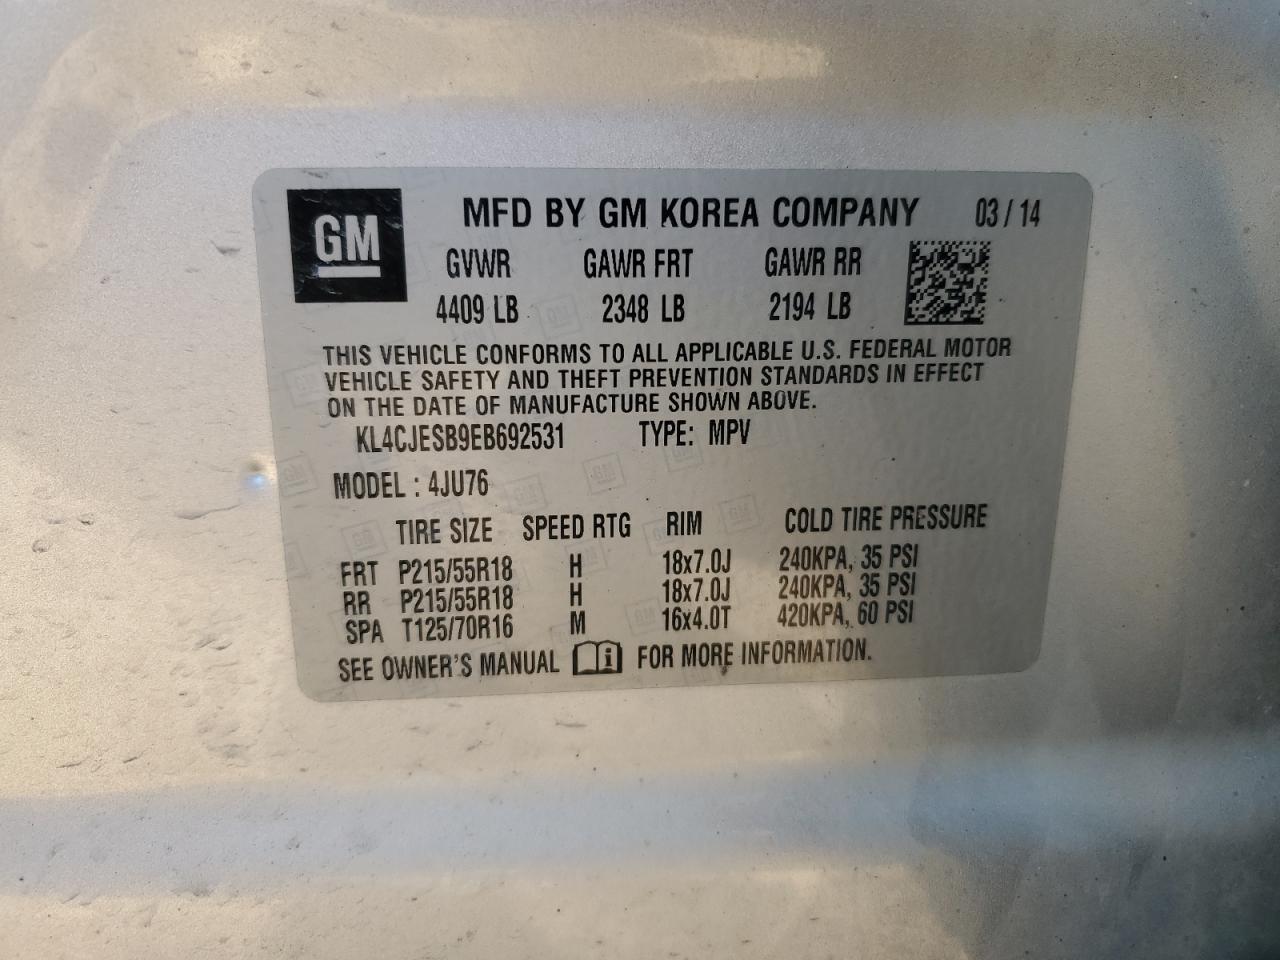 GM
MFD BY GM KOREA COMPANY 03/14
GVWR GAWR FRT GAWR RR
4409 LB 2348 LB 2194 LB
THIS VEHICLE CONFORMS TO ALL APPLICABLE U.S. FEDERAL MOTOR
VEHICLE SAFETY AND THEFT PREVENTION STANDARDS IN EFFECT
ON THE DATE OF MANUFACTURE SHOWN ABOVE.
KL4CJESB9EB692531 TYPE: MPV
MODEL : 4JU76
TIRE SIZE SPEED RTG RIM COLD TIRE PRESSURE
FRT P215/55R18 H 18x7.0J 240KPA, 35 PSI
RR P215/55R18 H 18x7.0J 240KPA, 35 PSI
SPA T125/70R16 M 16x4.0T 420KPA, 60 PSI
SEE OWNER'S MANUAL i FOR MORE INFORMATION.